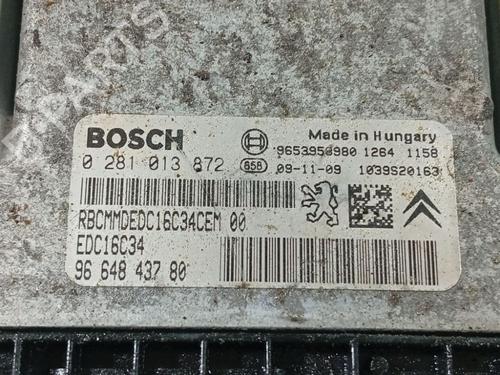 BOSCH
Made in Hungary
9653958980 1264 1158
0 281 013 872 658 09-11-09 1039S20163
RBCMMDEDC16C34CEM 00
EDC16C34
96 648 437 80